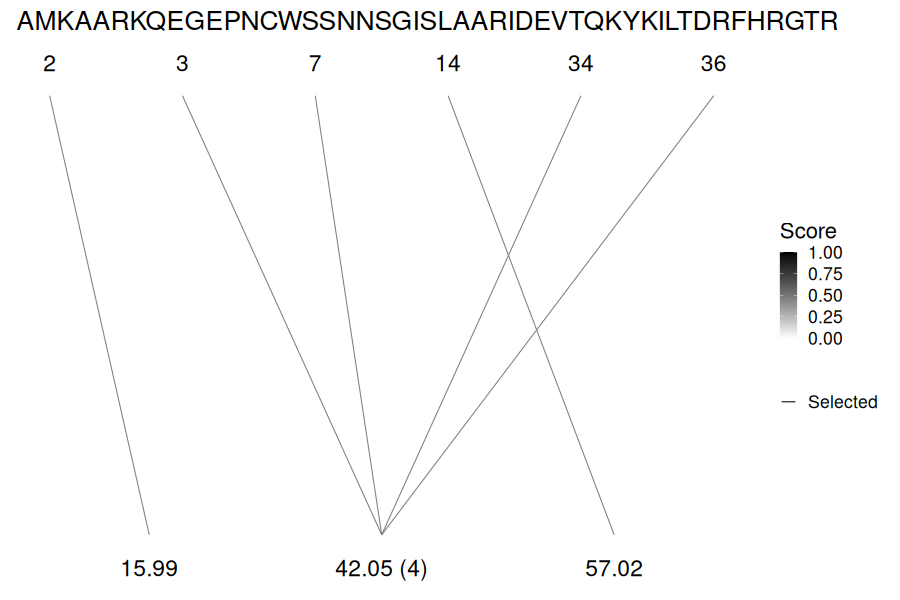 AMKAARKQEGEPNCWSSNNSGISLAARIDEVTQKYKILTDRFHRGTR
2 3 7 14 34 36
Score
1.00
0.75
0.50
0.25
0.00
Selected
15.99 42.05 (4) 57.02